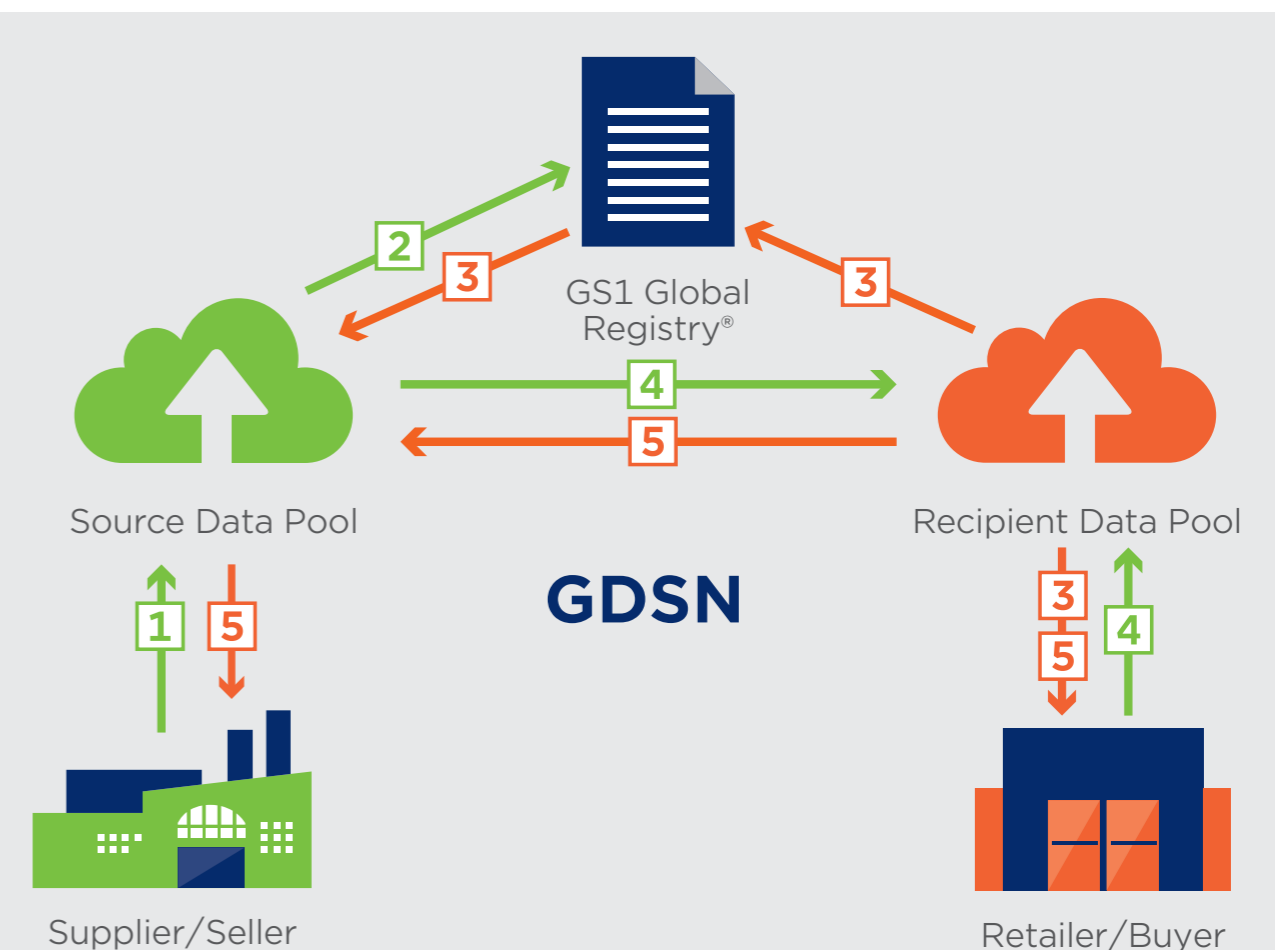 2
3
3
GS1 Global
Registry®
4
5
Source Data Pool
Recipient Data Pool
GDSN
1
5
3
5
4
Supplier/Seller
Retailer/Buyer